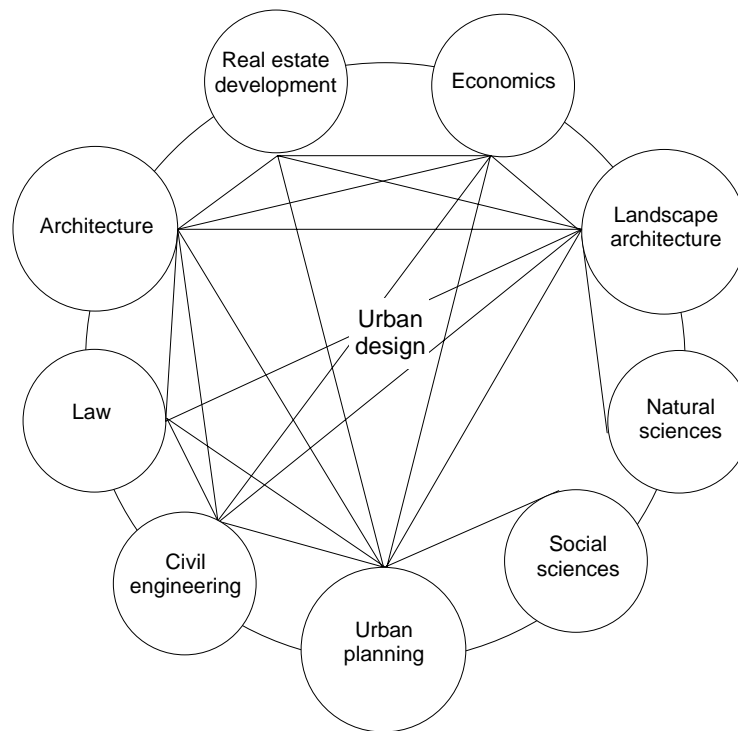 Real estate
development
Economics
Architecture
Landscape
architecture
Urban
design
Law
Natural
sciences
Civil
engineering
Social
sciences
Urban
planning